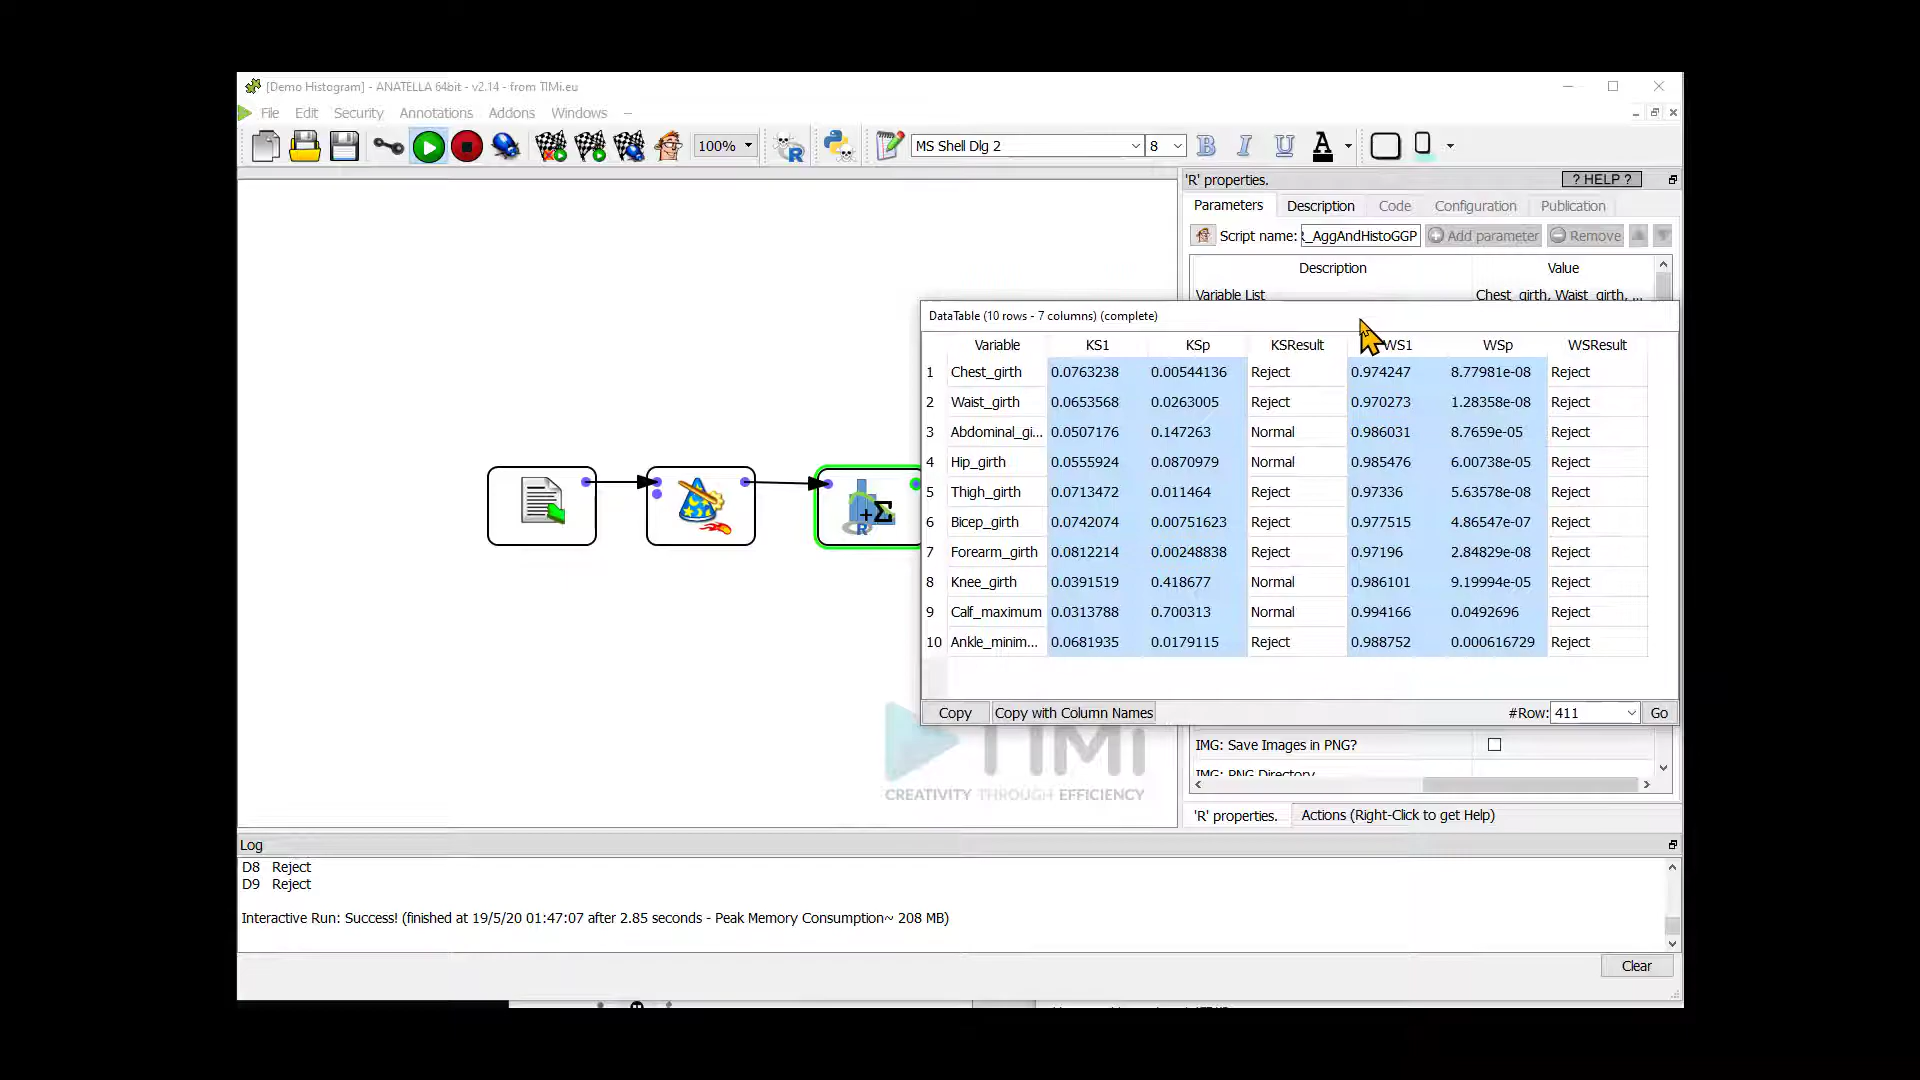 [Demo Histogram] - ANATELLA 64bit - v2.14 - from TIMi.eu
File Edit Security Annotations Addons Windows
100% MS Shell Dlg 2 8 B I U A
'R' properties. ? HELP ?
Parameters Description Code Configuration Publication
Script name: R_AggAndHistoGGP Add parameter Remove
Description Value
Variable List Chest_girth, Waist_girth, ...
DataTable (10 rows - 7 columns) (complete)
Variable KS1 KSp KSResult WS1 WSp WSResult
1 Chest_girth 0.0763238 0.00544136 Reject 0.974247 8.77981e-08 Reject
2 Waist_girth 0.0653568 0.0263005 Reject 0.970273 1.28358e-08 Reject
3 Abdominal_gi... 0.0507176 0.147263 Normal 0.986031 8.7659e-05 Reject
4 Hip_girth 0.0555924 0.0870979 Normal 0.985476 6.00738e-05 Reject
5 Thigh_girth 0.0713472 0.011464 Reject 0.97336 5.63578e-08 Reject
6 Bicep_girth 0.0742074 0.00751623 Reject 0.977515 4.86547e-07 Reject
7 Forearm_girth 0.0812214 0.00248838 Reject 0.97196 2.84829e-08 Reject
8 Knee_girth 0.0391519 0.418677 Normal 0.986101 9.19994e-05 Reject
9 Calf_maximum 0.0313788 0.700313 Normal 0.994166 0.0492696 Reject
10 Ankle_minim... 0.0681935 0.0179115 Reject 0.988752 0.000616729 Reject
Copy Copy with Column Names #Row: 411 Go
TIMi
CREATIVITY THROUGH EFFICIENCY
IMG: Save Images in PNG?
IMG: PNG Directory
'R' properties. Actions (Right-Click to get Help)
Log
D8 Reject
D9 Reject
Interactive Run: Success! (finished at 19/5/20 01:47:07 after 2.85 seconds - Peak Memory Consumption~ 208 MB)
Clear